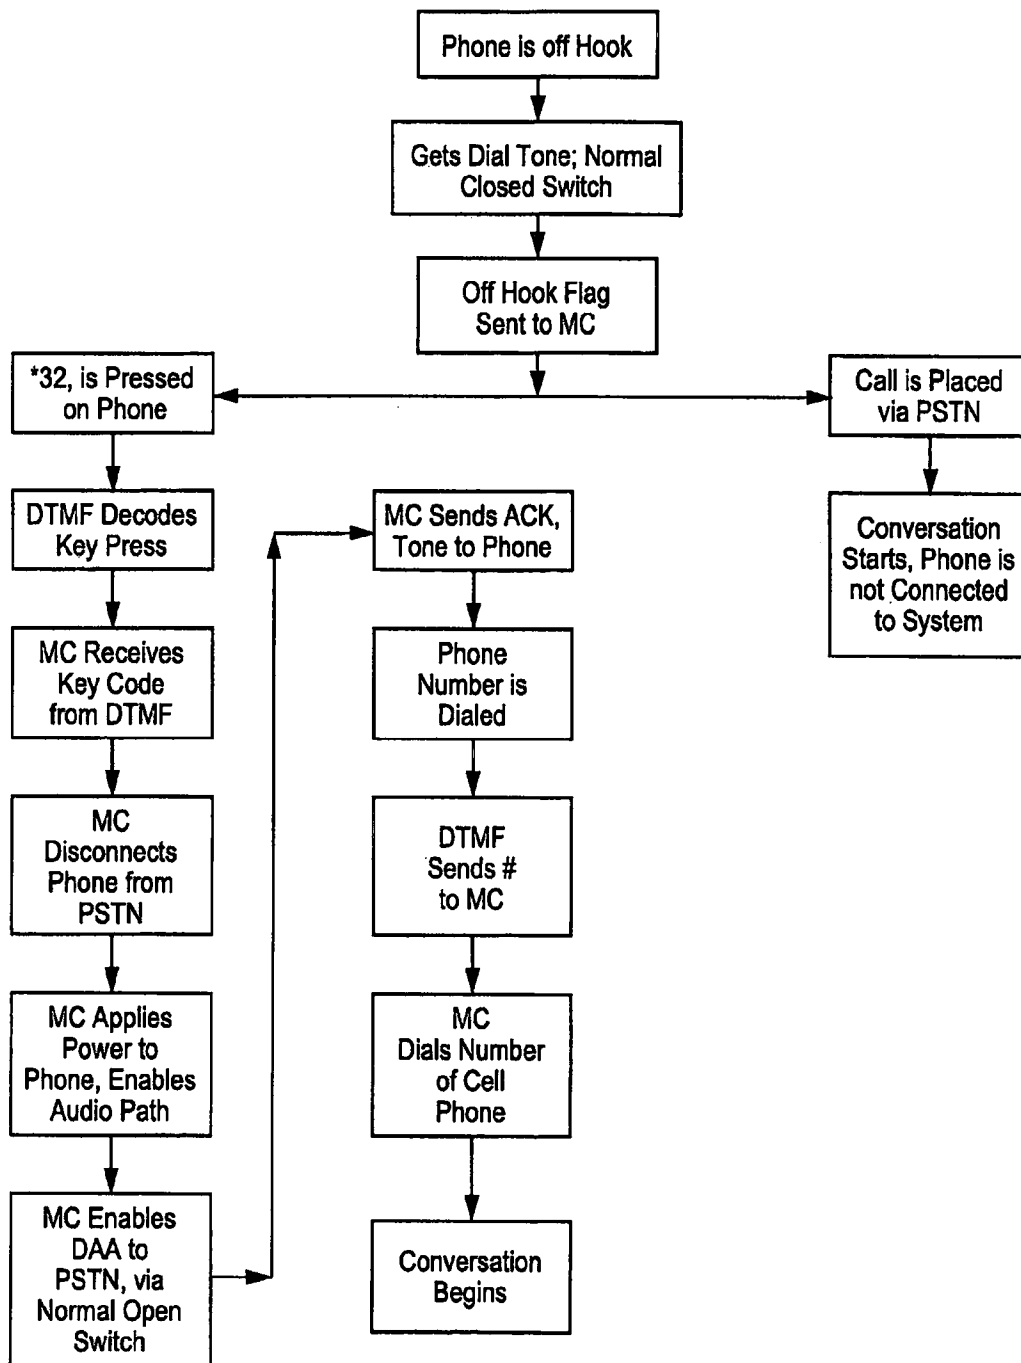 Phone is off Hook
Gets Dial Tone; Normal
Closed Switch
Off Hook Flag
Sent to MC
*32, is Pressed
on Phone
DTMF Decodes
Key Press
MC Receives
Key Code
from DTMF
MC
Disconnects
Phone from
PSTN
MC Applies
Power to
Phone, Enables
Audio Path
MC Enables
DAA to
PSTN, via
Normal Open
Switch
MC Sends ACK,
Tone to Phone
Phone
Number is
Dialed
DTMF
Sends #
to MC
MC
Dials Number
of Cell
Phone
Conversation
Begins
Call is Placed
via PSTN
Conversation
Starts, Phone is
not Connected
to System